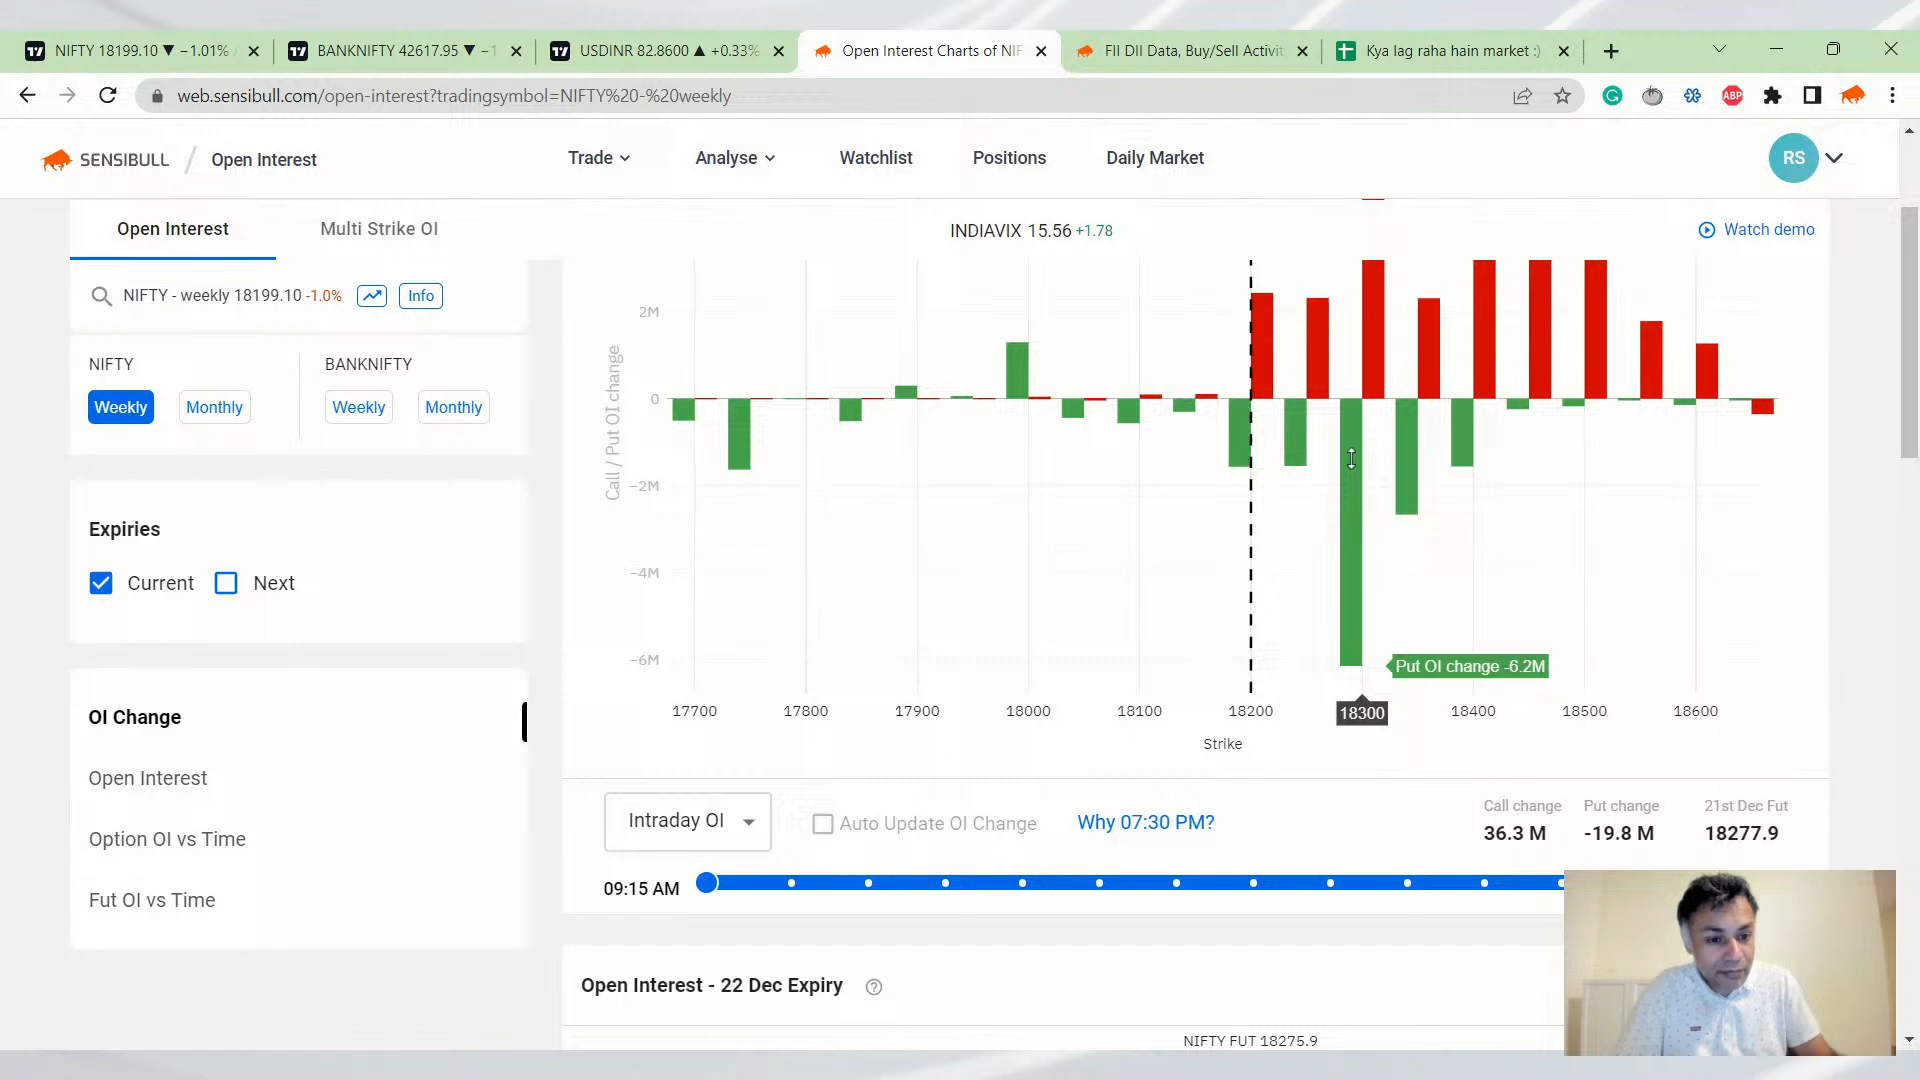 NIFTY 18199.10 ▼ −1.01%
BANKNIFTY 42617.95 ▼ −1
USDINR 82.8600 ▲ +0.33%
Open Interest Charts of NIF
FII DII Data, Buy/Sell Activit
Kya lag raha hain market :)
web.sensibull.com/open-interest?tradingsymbol=NIFTY%20-%20weekly
ABP
SENSIBULL / Open Interest
Trade
Analyse
Watchlist
Positions
Daily Market
RS
Open Interest
Multi Strike OI
INDIAVIX 15.56 +1.78
Watch demo
NIFTY - weekly 18199.10 -1.0%
Info
NIFTY
BANKNIFTY
Weekly
Monthly
Weekly
Monthly
Expiries
Current
Next
OI Change
Open Interest
Option OI vs Time
Fut OI vs Time
Call / Put OI change
2M
0
−2M
−4M
−6M
Put OI change -6.2M
17700
17800
17900
18000
18100
18200
18300
18400
18500
18600
Strike
Intraday OI
Auto Update OI Change
Why 07:30 PM?
Call change
36.3 M
Put change
-19.8 M
21st Dec Fut
18277.9
09:15 AM
Open Interest - 22 Dec Expiry
NIFTY FUT 18275.9